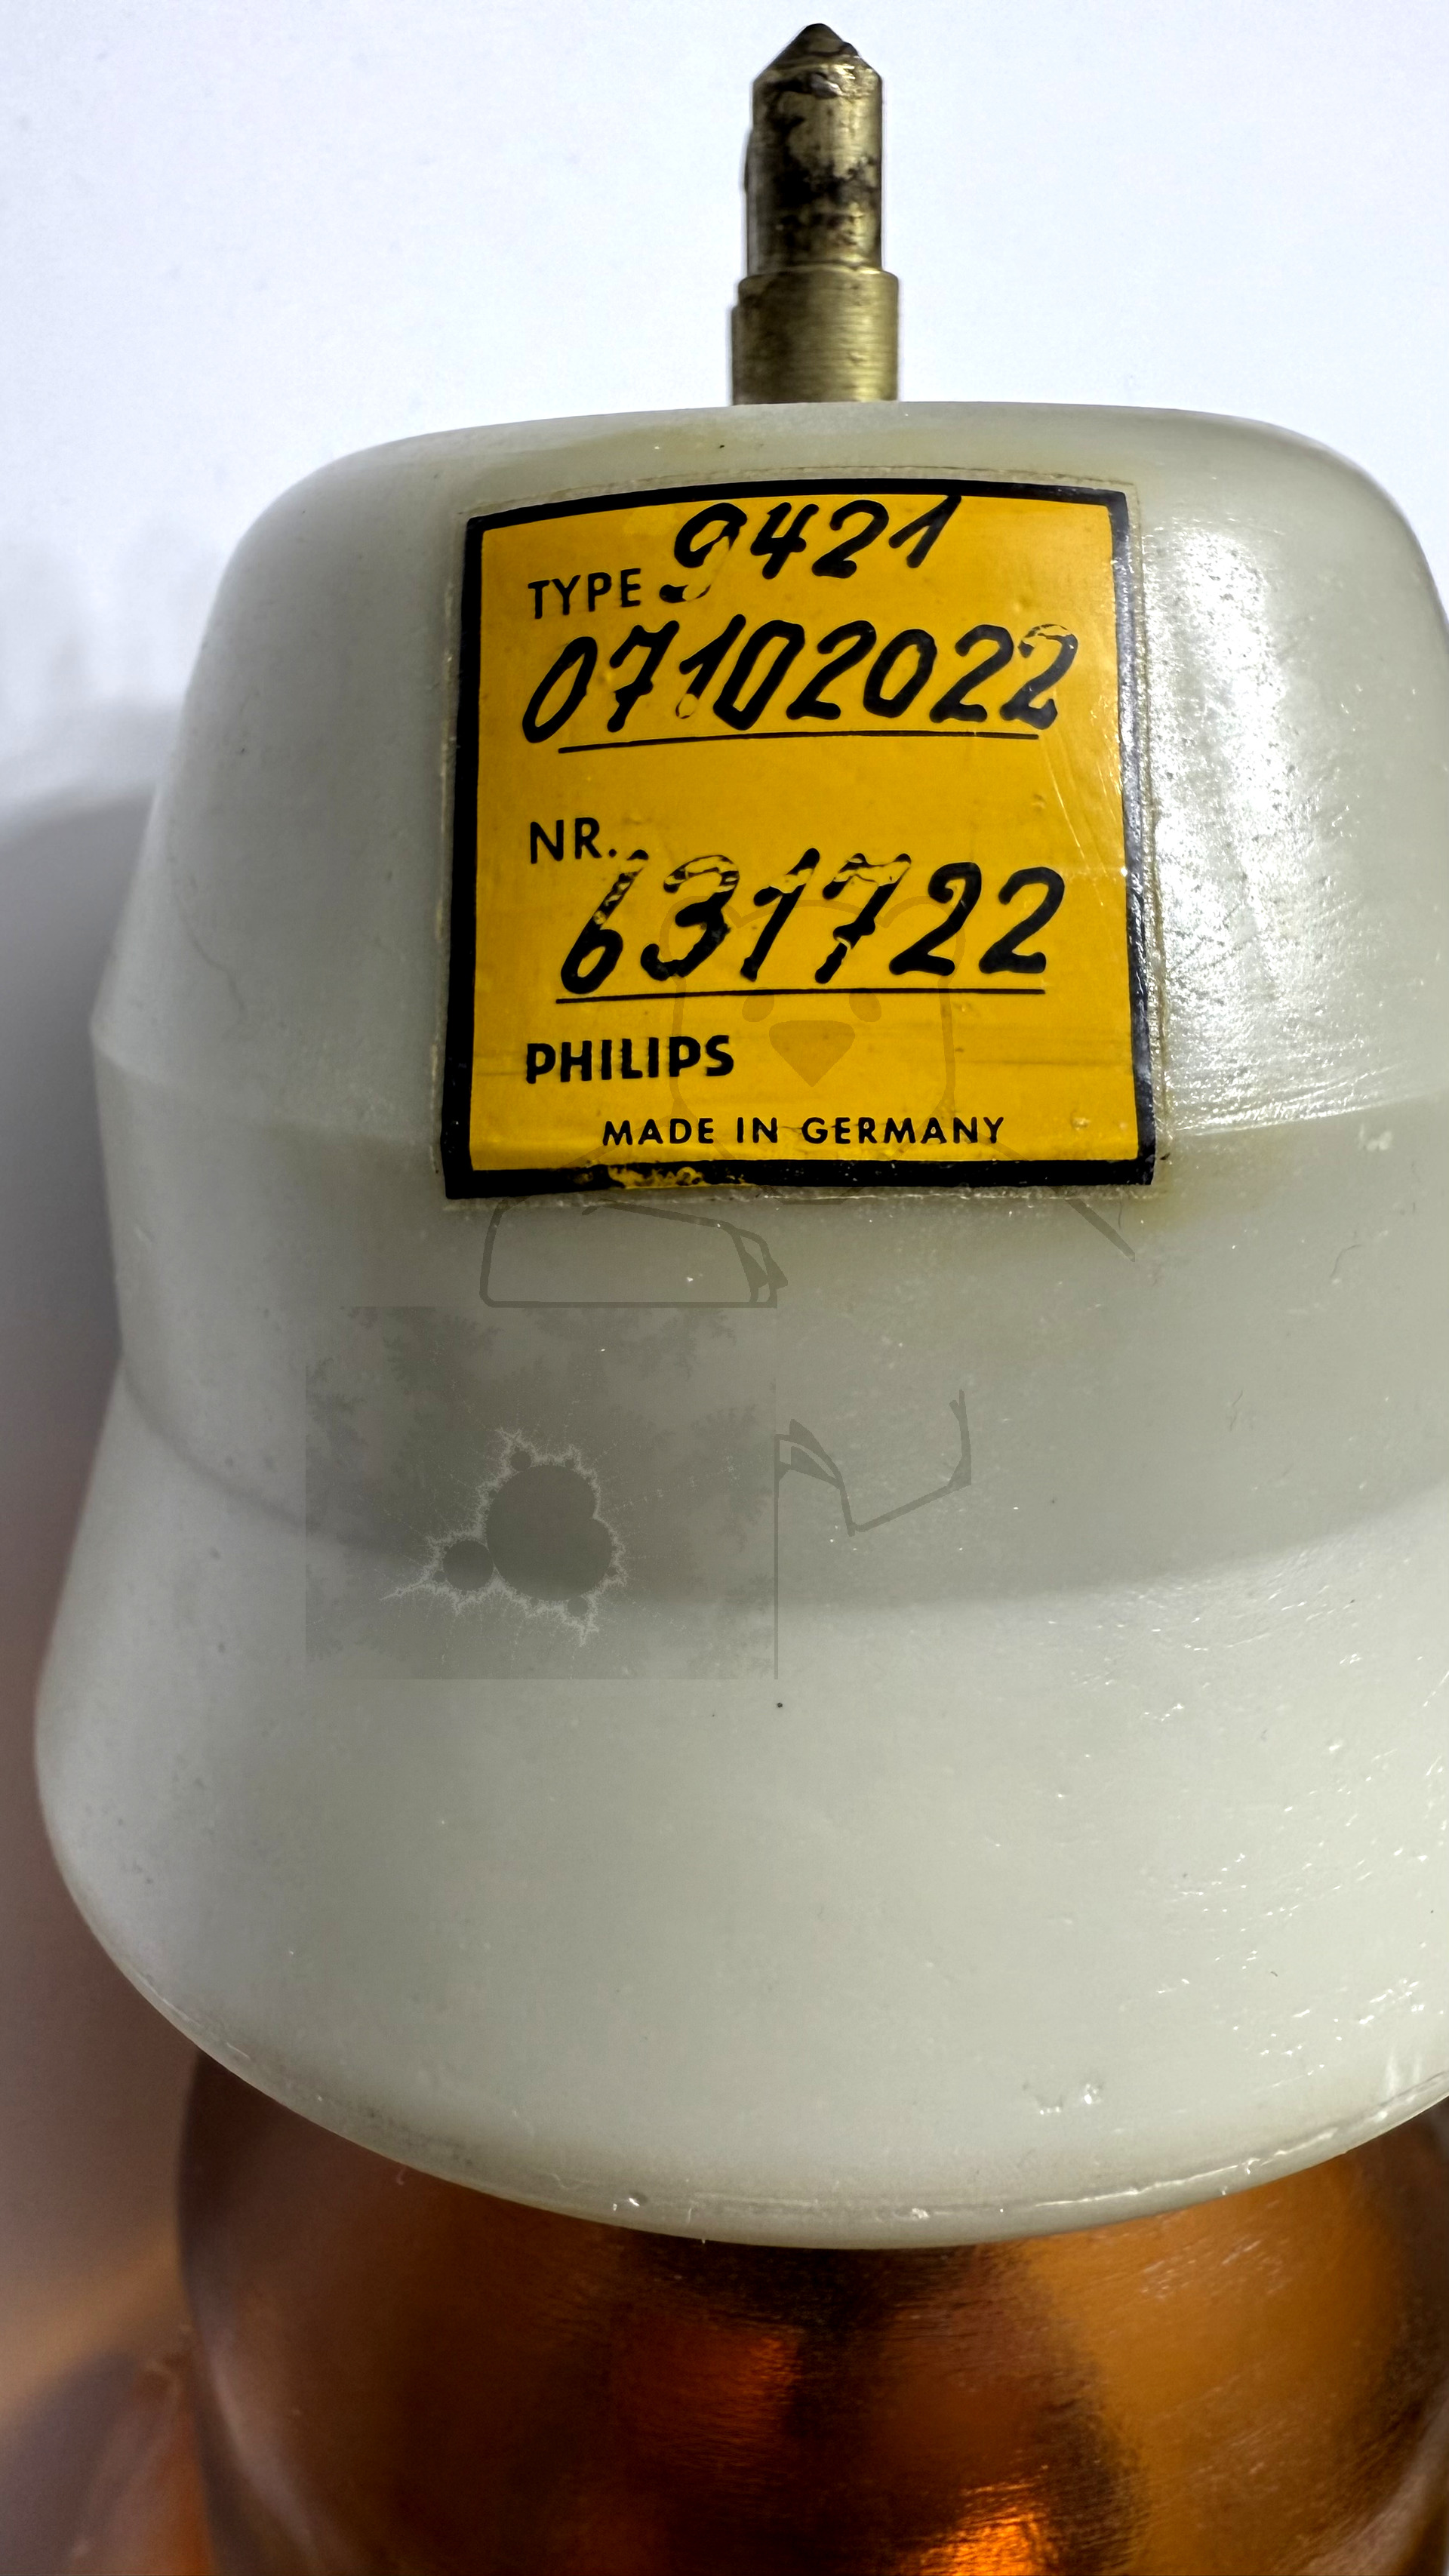 TYPE 9421
07102022
NR. 631722
PHILIPS
MADE IN GERMANY